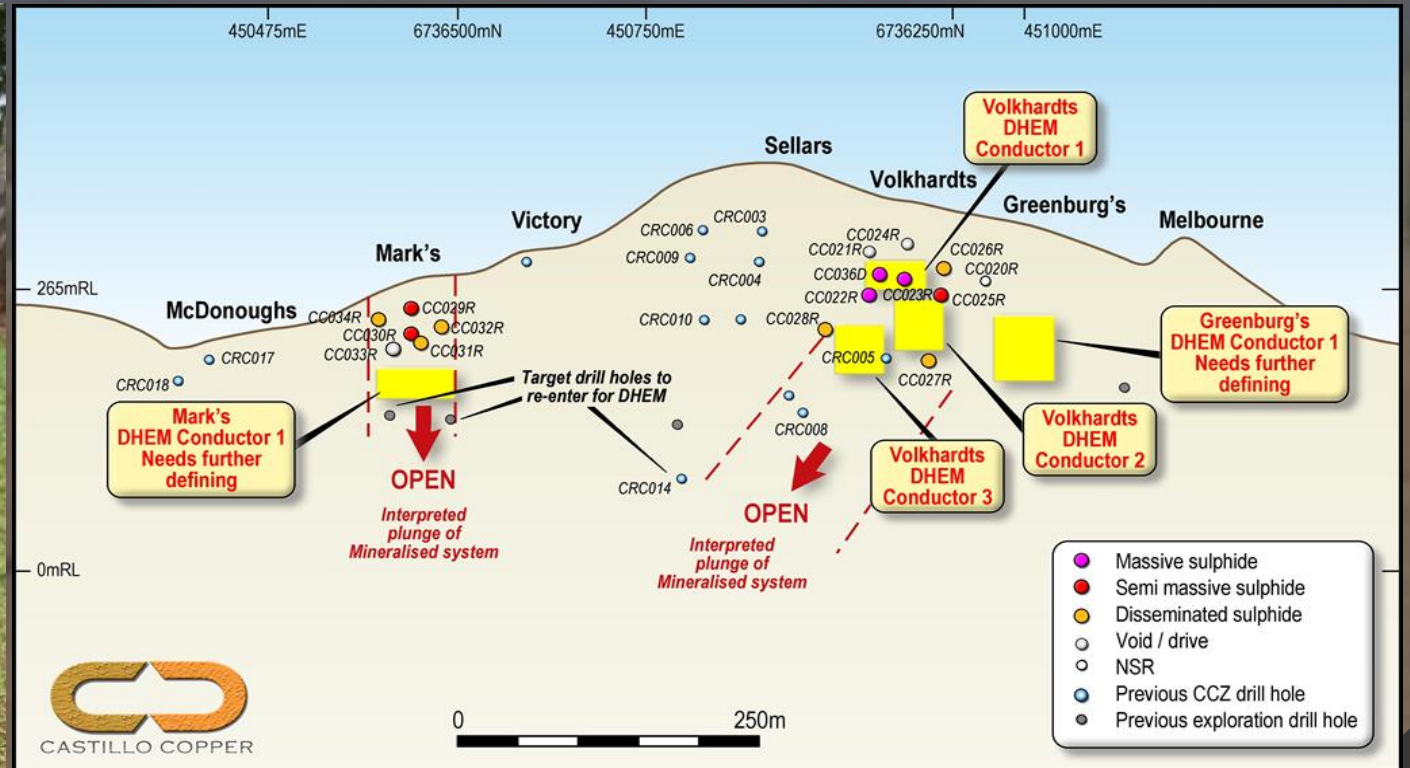 450475mE
6736500mN
450750mE
6736250mN
451000mE
Volkhardts
DHEM
Conductor 1
Sellars
Volkhardts
Greenburg's
Melbourne
Victory
Mark's
McDonoughs
265mRL
0mRL
CRC006
CRC003
CRC009
CRC004
CRC010
CC024R
CC021R
CC026R
CC036D
CC020R
CC022R
CC023R
CC025R
CC028R
CRC005
CC027R
CRC008
CRC014
CC034R
CC029R
CC030R
CC032R
CC033R
CC031R
CRC017
CRC018
Target drill holes to
re-enter for DHEM
Mark's
DHEM Conductor 1
Needs further
defining
OPEN
Interpreted
plunge of
Mineralised system
OPEN
Interpreted
plunge of
Mineralised system
Volkhardts
DHEM
Conductor 3
Volkhardts
DHEM
Conductor 2
Greenburg's
DHEM Conductor 1
Needs further
defining
Massive sulphide
Semi massive sulphide
Disseminated sulphide
Void / drive
NSR
Previous CCZ drill hole
Previous exploration drill hole
0
250m
CASTILLO COPPER